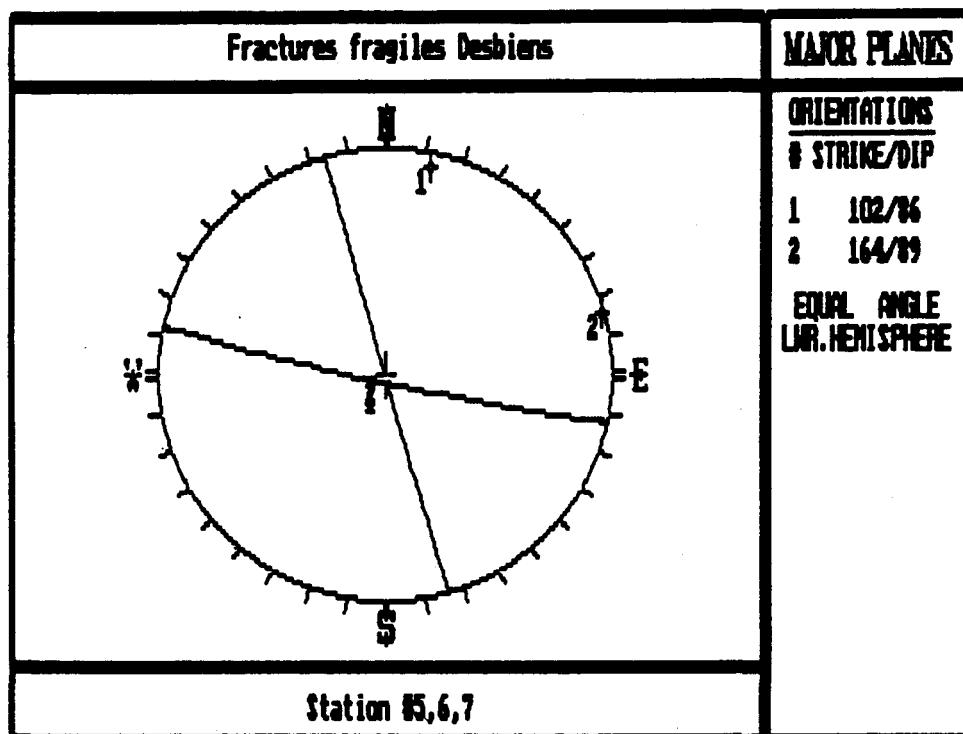 Fractures fragiles Desbiens
MAJOR PLANES
ORIENTATIONS
# STRIKE/DIP
1 102/86
2 164/89
EQUAL ANGLE
LWR.HEMISPHERE
N
1
2
W
E
S
Station #5,6,7